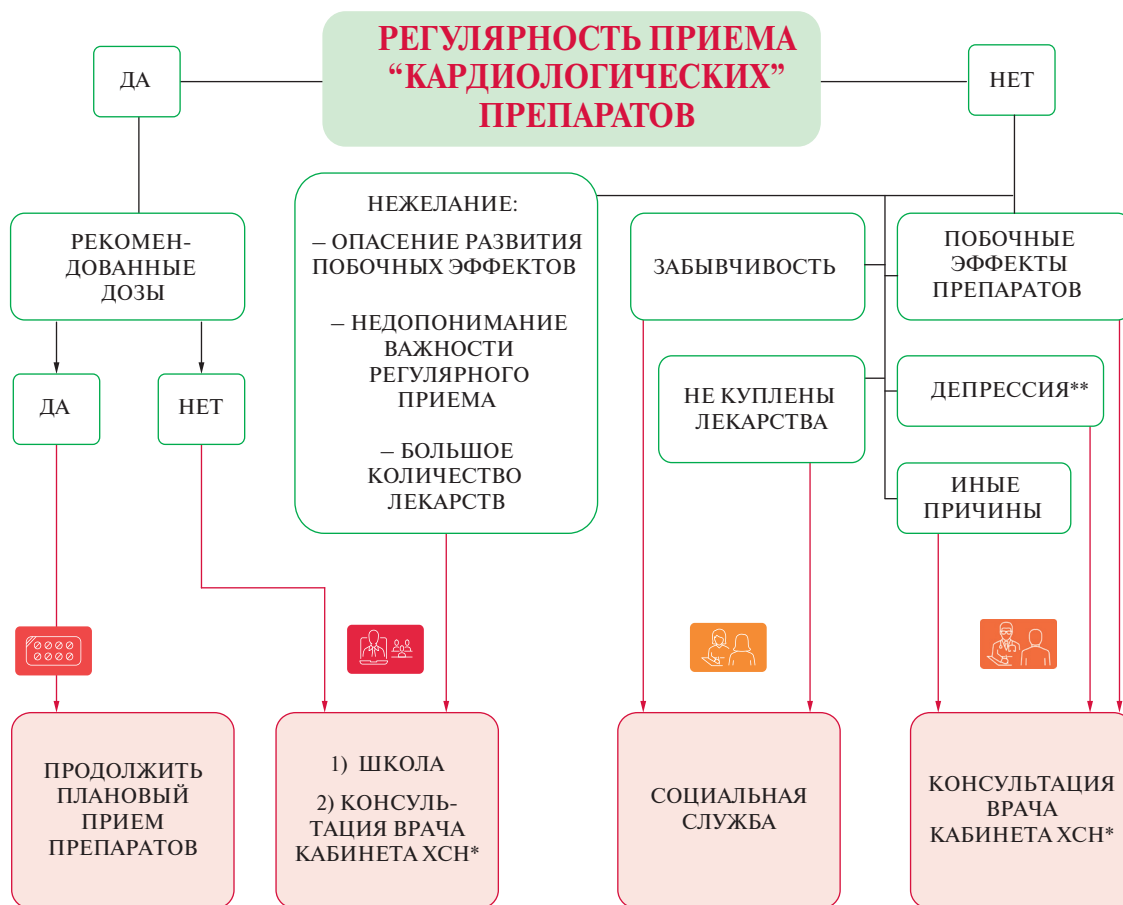 РЕГУЛЯРНОСТЬ ПРИЕМА
“КАРДИОЛОГИЧЕСКИХ”
ПРЕПАРАТОВ
ДА
НЕТ
РЕКОМЕН-
ДОВАННЫЕ
ДОЗЫ
ДА
НЕТ
НЕЖЕЛАНИЕ:
– ОПАСЕНИЕ РАЗВИТИЯ
ПОБОЧНЫХ ЭФФЕКТОВ
– НЕДОПОНИМАНИЕ
ВАЖНОСТИ
РЕГУЛЯРНОГО
ПРИЕМА
– БОЛЬШОЕ
КОЛИЧЕСТВО
ЛЕКАРСТВ
ЗАБЫВЧИВОСТЬ
НЕ КУПЛЕНЫ
ЛЕКАРСТВА
ПОБОЧНЫЕ
ЭФФЕКТЫ
ПРЕПАРАТОВ
ДЕПРЕССИЯ**
ИНЫЕ
ПРИЧИНЫ
ПРОДОЛЖИТЬ
ПЛАНОВЫЙ
ПРИЕМ
ПРЕПАРАТОВ
1) ШКОЛА
2) КОНСУЛЬ-
ТАЦИЯ ВРАЧА
КАБИНЕТА ХСН*
СОЦИАЛЬНАЯ
СЛУЖБА
КОНСУЛЬТАЦИЯ
ВРАЧА
КАБИНЕТА ХСН*